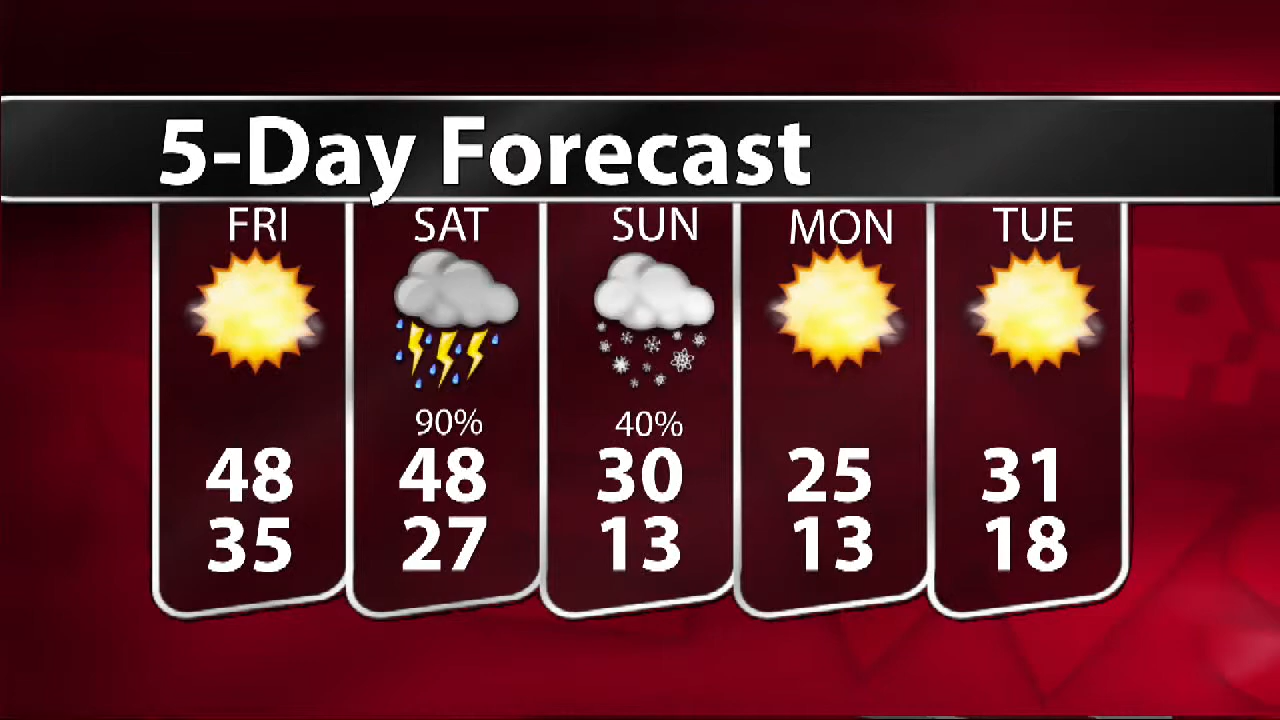 5-Day Forecast
FRI SAT SUN MON TUE
90% 40%
48 48 30 25 31
35 27 13 13 18